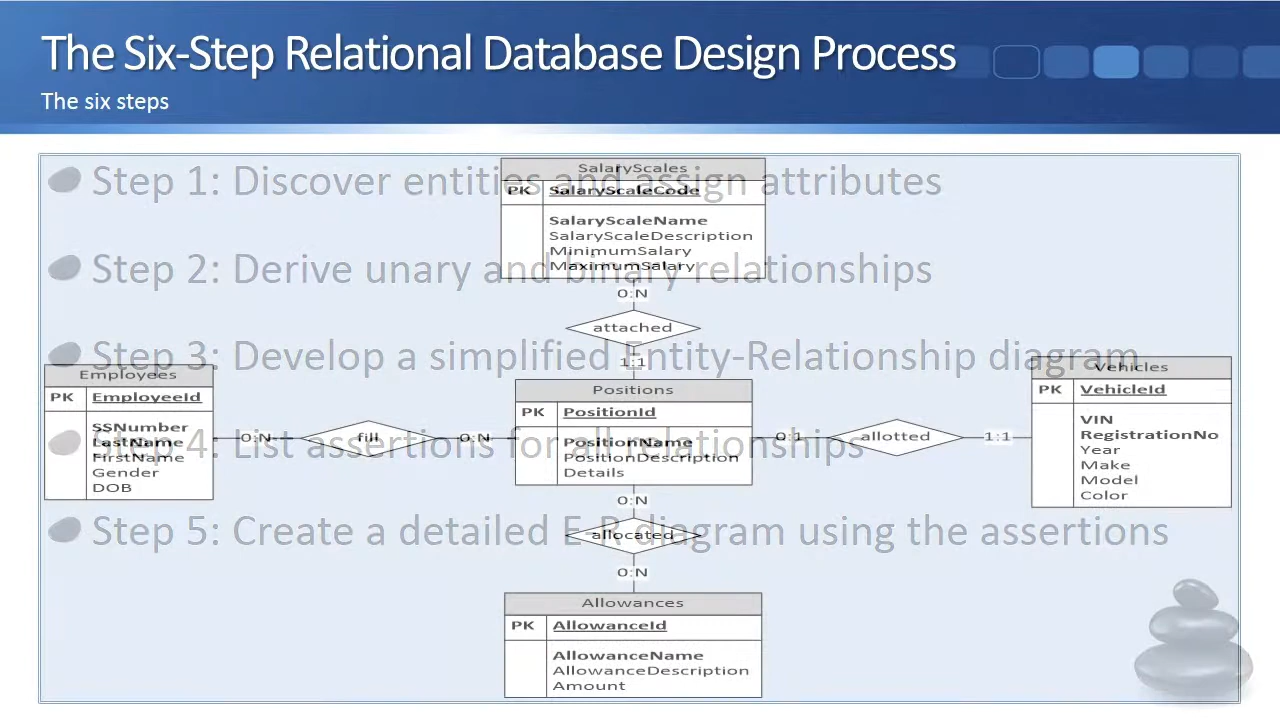 The Six-Step Relational Database Design Process
The six steps
Step 1: Discover entities and assign attributes
Step 2: Derive unary and binary relationships
Step 3: Develop a simplified Entity-Relationship diagram
Step 4: List assertions for all relationships
Step 5: Create a detailed E-R diagram using the assertions
SalaryScales
PK SalaryScaleCode
SalaryScaleName
SalaryScaleDescription
MinimumSalary
MaximumSalary
0:N
attached
1:1
Employees
PK EmployeeId
SSNumber
LastName
FirstName
Gender
DOB
0:N
fill
0:N
Positions
PK PositionId
PositionName
PositionDescription
Details
0:1
allotted
1:1
Vehicles
PK VehicleId
VIN
RegistrationNo
Year
Make
Model
Color
0:N
allocated
0:N
Allowances
PK AllowanceId
AllowanceName
AllowanceDescription
Amount